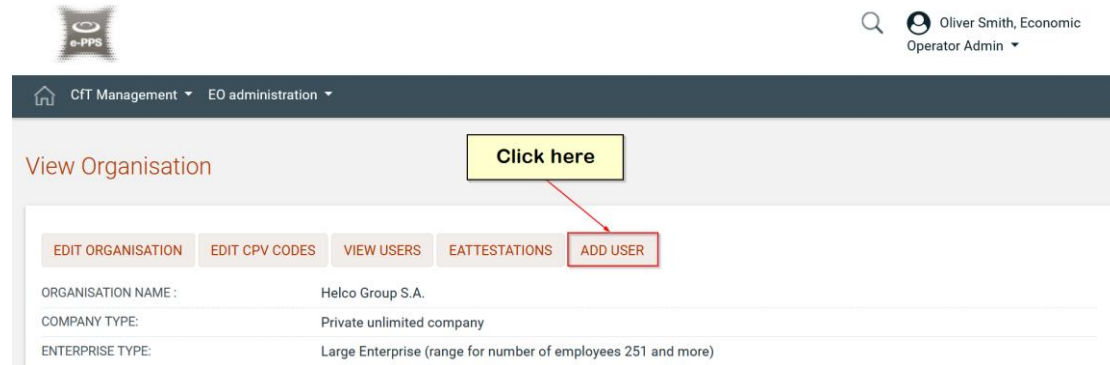 e-PPS
Oliver Smith, Economic
Operator Admin
CfT Management
EO administration
Click here
View Organisation
EDIT ORGANISATION
EDIT CPV CODES
VIEW USERS
EATTESTATIONS
ADD USER
ORGANISATION NAME : Helco Group S.A.
COMPANY TYPE: Private unlimited company
ENTERPRISE TYPE: Large Enterprise (range for number of employees 251 and more)